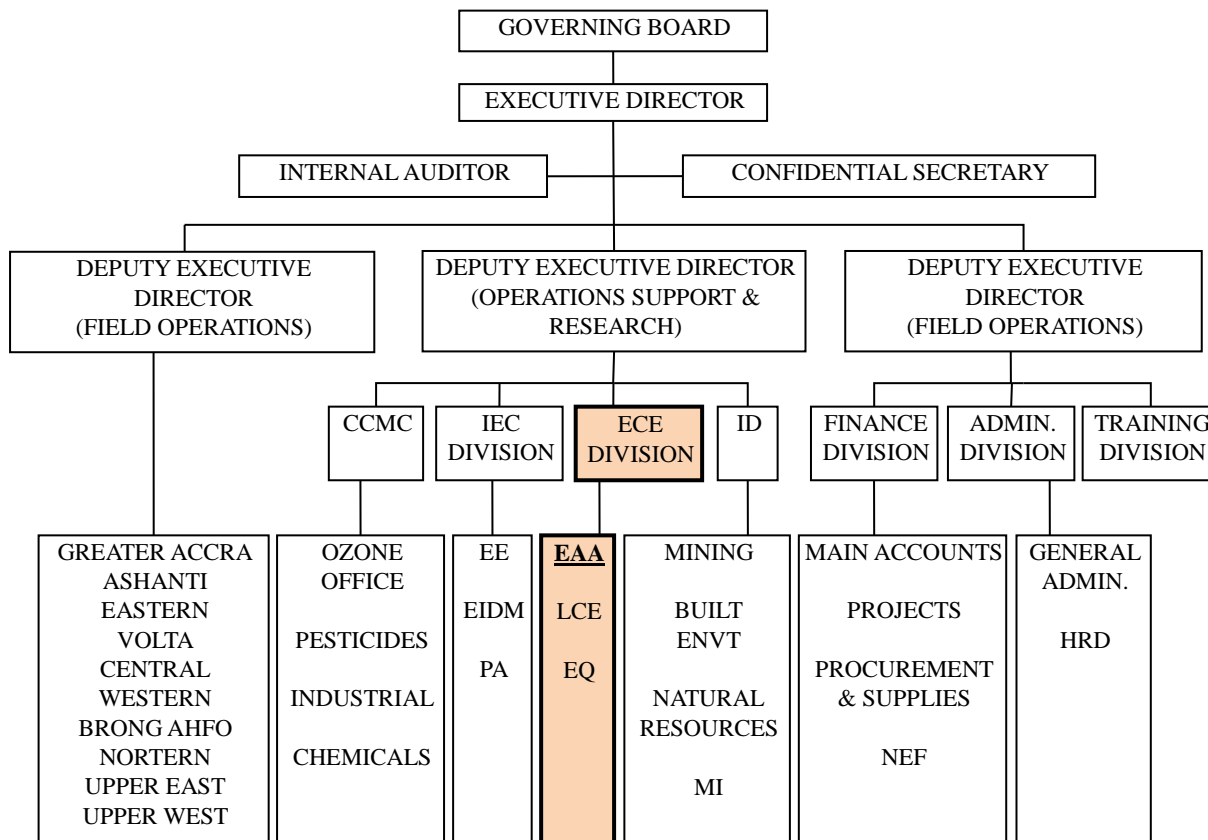 GOVERNING BOARD
EXECUTIVE DIRECTOR
INTERNAL AUDITOR
CONFIDENTIAL SECRETARY
DEPUTY EXECUTIVE
DIRECTOR
(FIELD OPERATIONS)
DEPUTY EXECUTIVE DIRECTOR
(OPERATIONS SUPPORT &
RESEARCH)
DEPUTY EXECUTIVE
DIRECTOR
(FIELD OPERATIONS)
CCMC
IEC
DIVISION
ECE
DIVISION
ID
FINANCE
DIVISION
ADMIN.
DIVISION
TRAINING
DIVISION
GREATER ACCRA
ASHANTI
EASTERN
VOLTA
CENTRAL
WESTERN
BRONG AHFO
NORTERN
UPPER EAST
UPPER WEST
OZONE
OFFICE
PESTICIDES
INDUSTRIAL
CHEMICALS
EE
EIDM
PA
EAA
LCE
EQ
MINING
BUILT
ENVT
NATURAL
RESOURCES
MI
MAIN ACCOUNTS
PROJECTS
PROCUREMENT
& SUPPLIES
NEF
GENERAL
ADMIN.
HRD